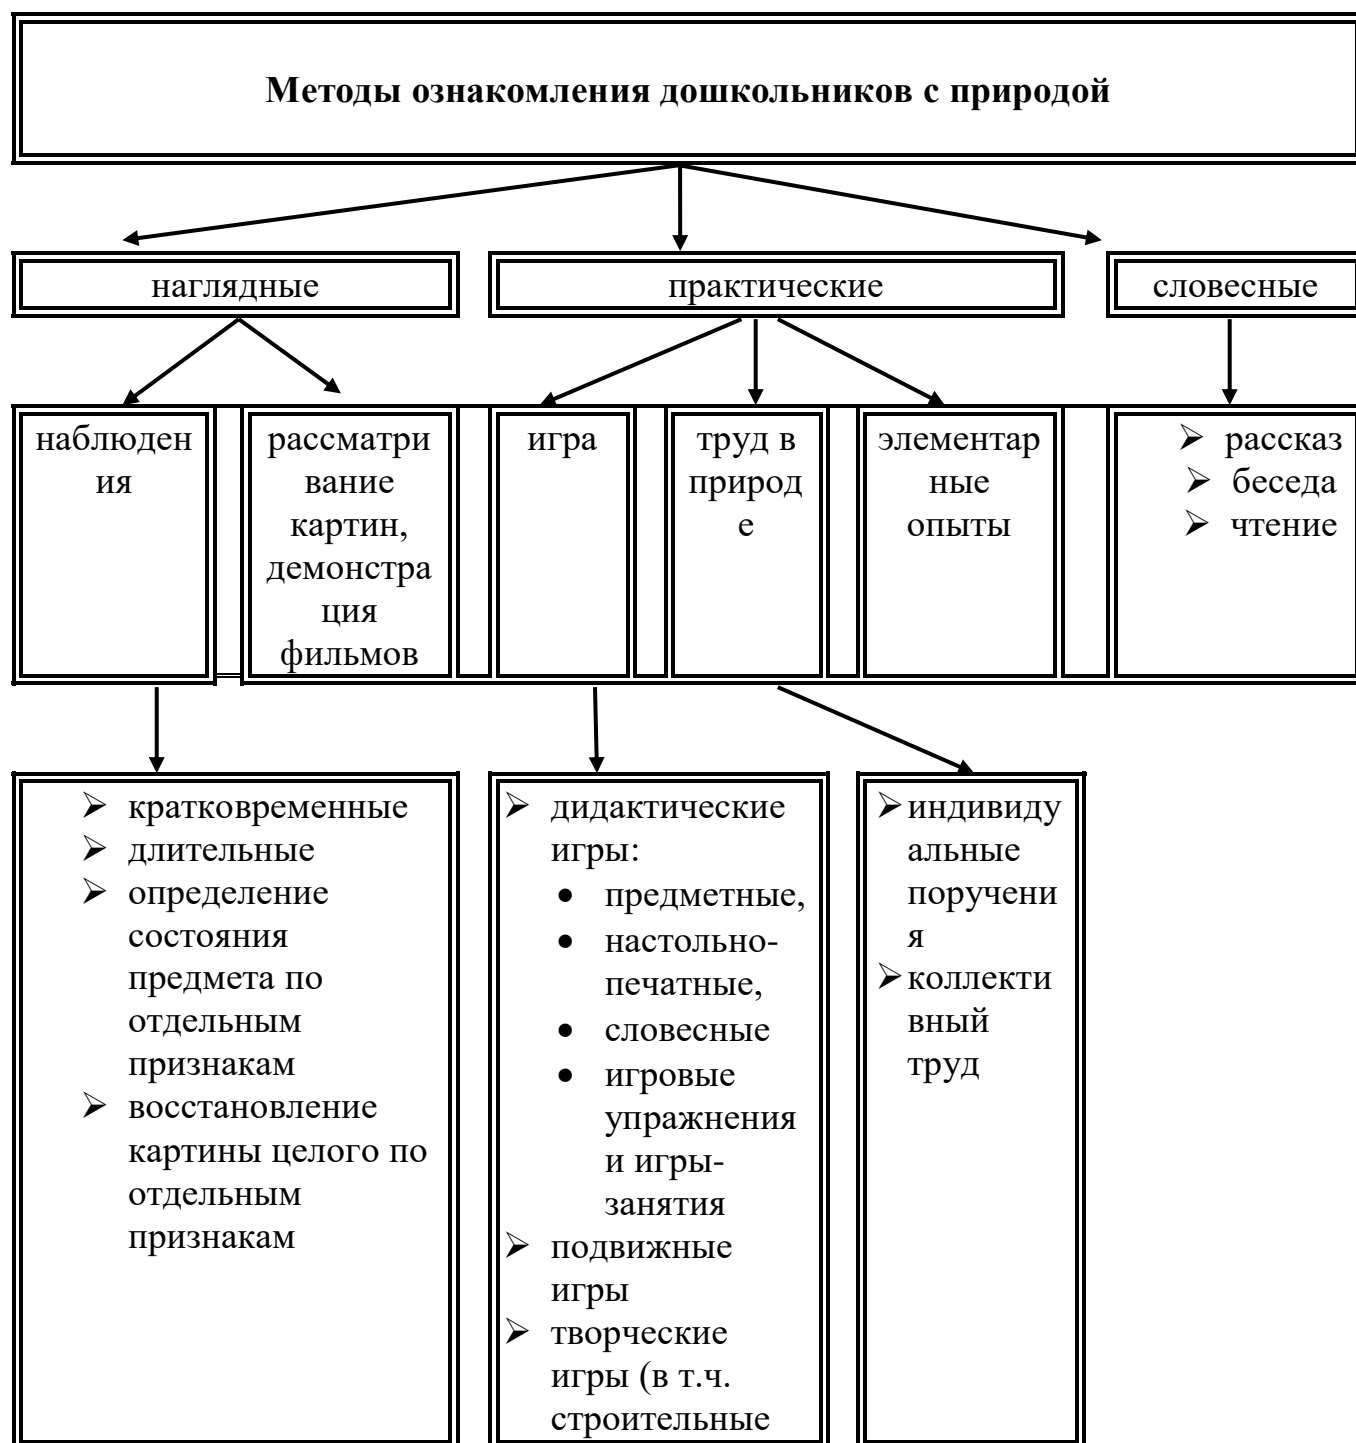 Методы ознакомления дошкольников с природой
наглядные
практические
словесные
наблюден
ия
рассматри
вание
картин,
демонстра
ция
фильмов
игра
труд в
природ
е
элементар
ные
опыты
➢ рассказ
➢ беседа
➢ чтение
➢ кратковременные
➢ длительные
➢ определение
состояния
предмета по
отдельным
признакам
➢ восстановление
картины целого по
отдельным
признакам
➢ дидактические
игры:
• предметные,
• настольно-
печатные,
• словесные
• игровые
упражнения
и игры-
занятия
➢ подвижные
игры
➢ творческие
игры (в т.ч.
строительные
➢ индивиду
альные
поручени
я
➢ коллекти
вный
труд